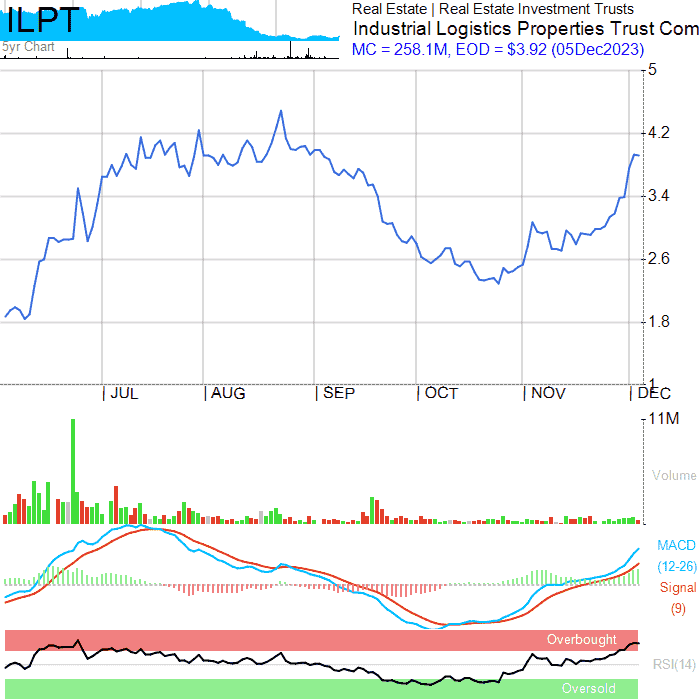 ILPT
5yr Chart
Real Estate | Real Estate Investment Trusts
Industrial Logistics Properties Trust Com
MC = 258.1M, EOD = $3.92 (05Dec2023)
5
4.2
3.4
2.6
1.8
1
JUL
AUG
SEP
OCT
NOV
DEC
11M
Volume
MACD
(12-26)
Signal
(9)
Overbought
RSI(14)
Oversold